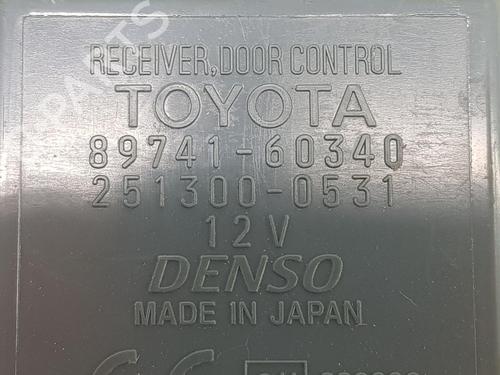 RECEIVER, DOOR CONTROL
TOYOTA
89741-60340
251300-0531
12V
DENSO
MADE IN JAPAN